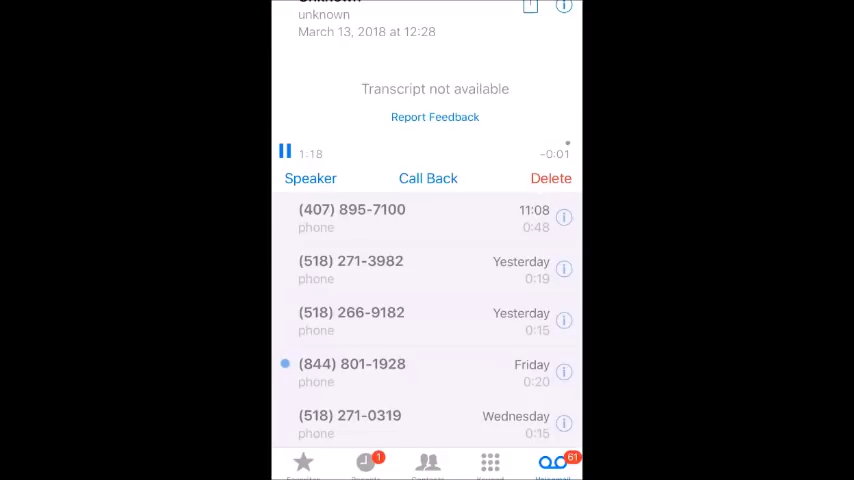 Unknown
unknown
March 13, 2018 at 12:28
Transcript not available
Report Feedback
1:18
-0:01
Speaker
Call Back
Delete
(407) 895-7100
11:08
phone
0:48
(518) 271-3982
Yesterday
phone
0:19
(518) 266-9182
Yesterday
phone
0:15
(844) 801-1928
Friday
phone
0:20
(518) 271-0319
Wednesday
phone
0:15
1
61